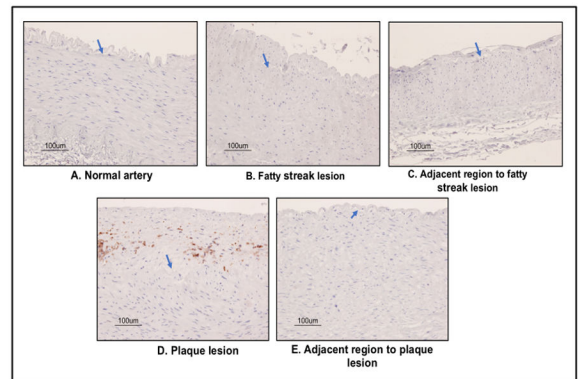 100um
100um
100um
A. Normal artery
B. Fatty streak lesion
C. Adjacent region to fatty
streak lesion
100um
100um
D. Plaque lesion
E. Adjacent region to plaque
lesion